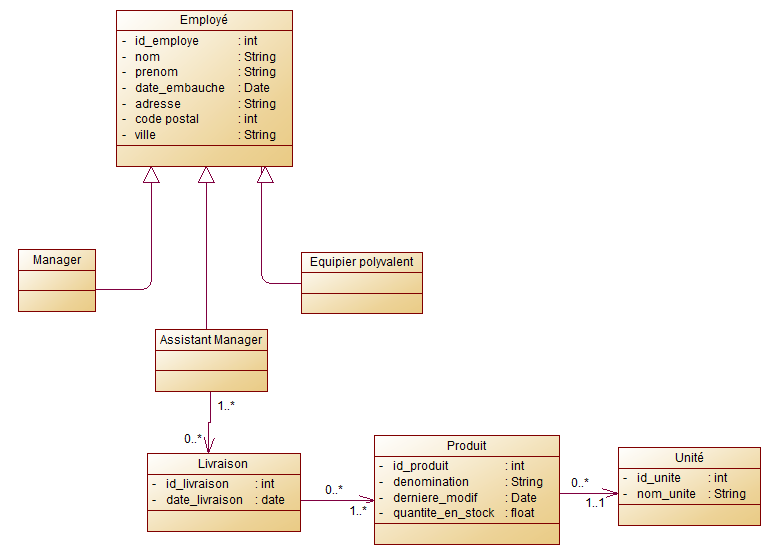 Employé
- id_employe : int
- nom : String
- prenom : String
- date_embauche : Date
- adresse : String
- code postal : int
- ville : String
Manager
Equipier polyvalent
Assistant Manager
1..*
0..*
Livraison
- id_livraison : int
- date_livraison : date
0..*
1..*
Produit
- id_produit : int
- denomination : String
- derniere_modif : Date
- quantite_en_stock : float
0..*
1..1
Unité
- id_unite : int
- nom_unite : String